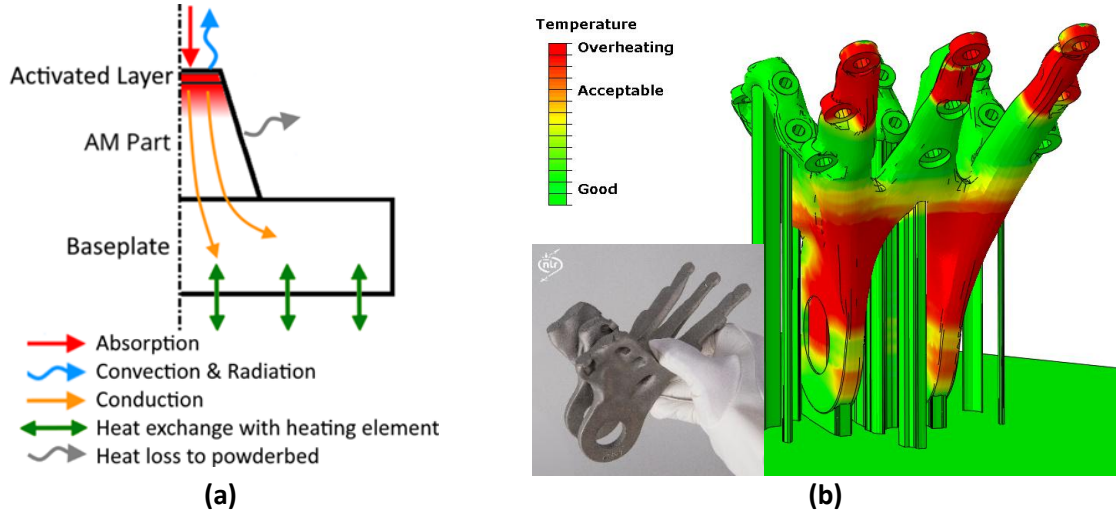 Activated Layer
AM Part
Baseplate
Absorption
Convection & Radiation
Conduction
Heat exchange with heating element
Heat loss to powderbed
(a)
Temperature
Overheating
Acceptable
Good
nlr
(b)